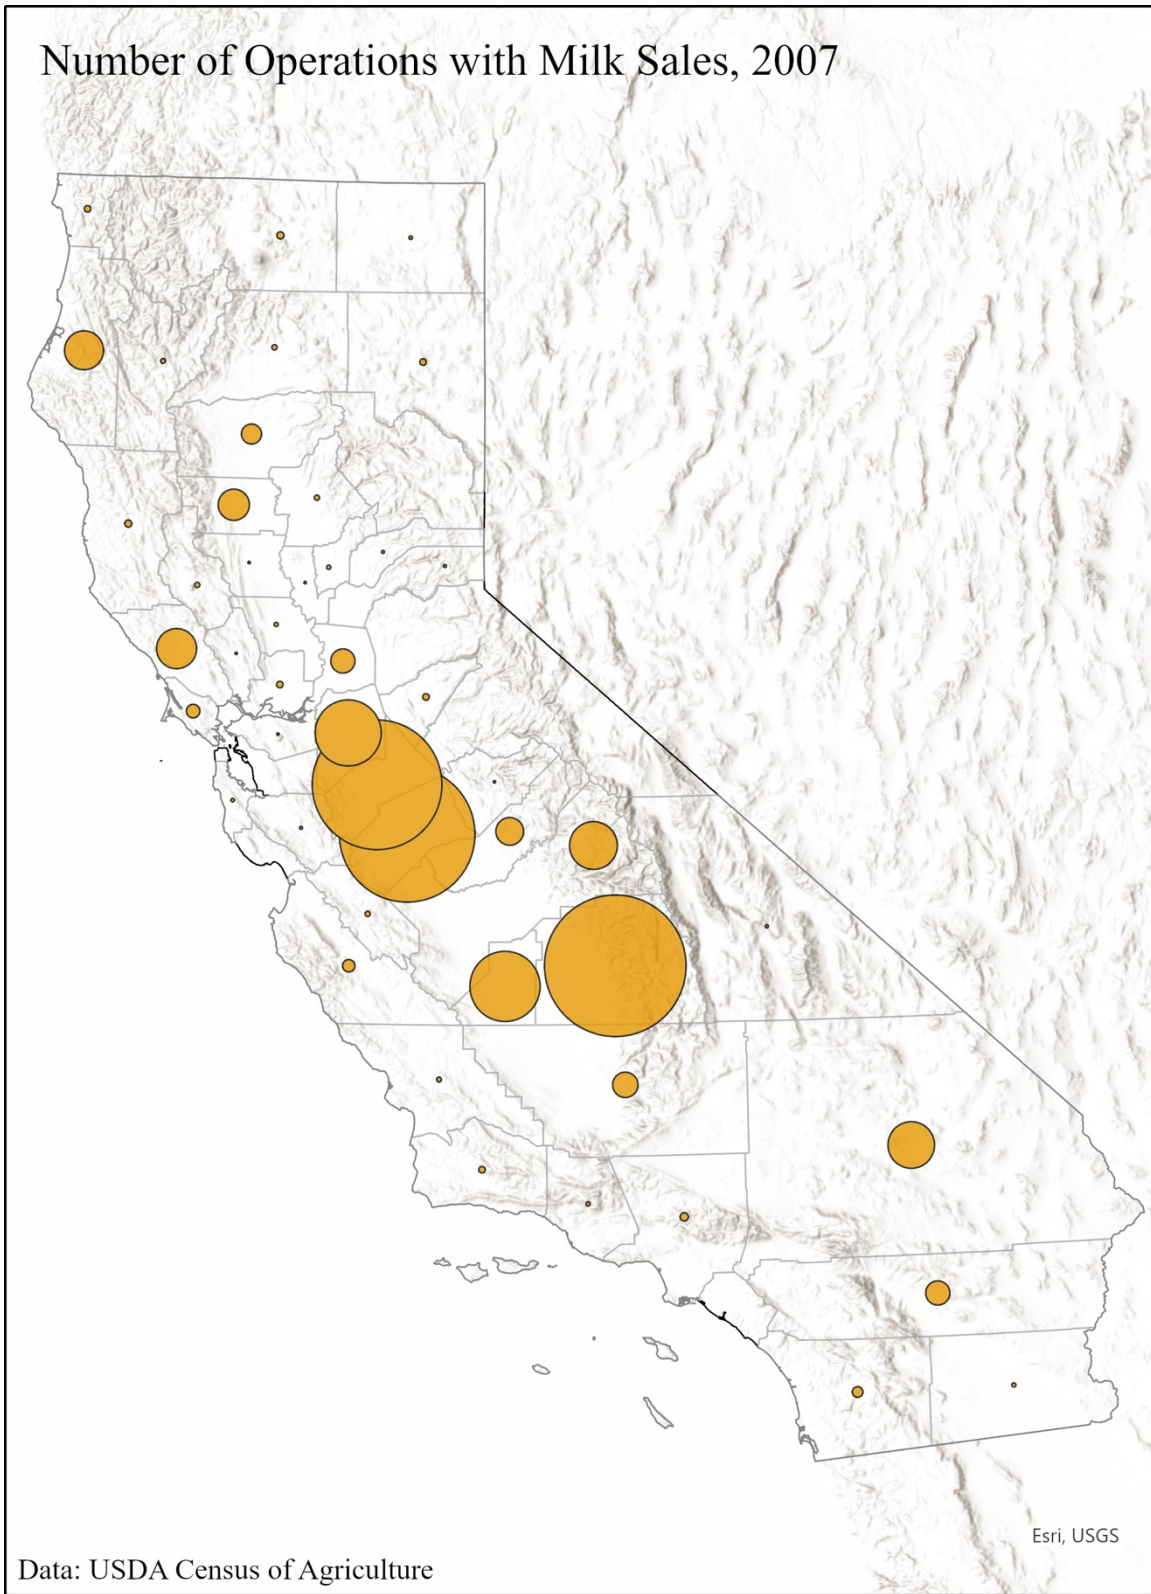 Number of Operations with Milk Sales, 2007
Esri, USGS
Data: USDA Census of Agriculture